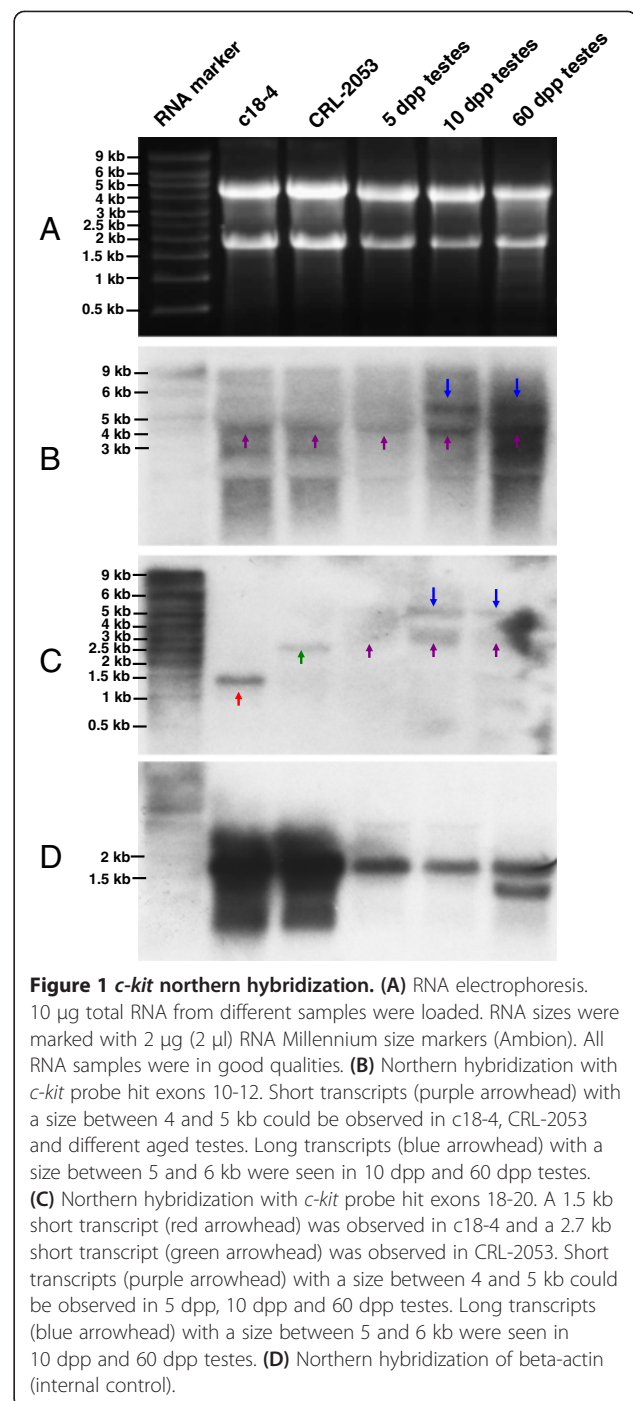 RNA marker
c18-4
CRL-2053
5 dpp testes
10 dpp testes
60 dpp testes
A
9 kb
6 kb
5 kb
4 kb
3 kb
2.5 kb
2 kb
1.5 kb
1 kb
0.5 kb
B
9 kb
6 kb
5 kb
4 kb
3 kb
C
9 kb
6 kb
5 kb
4 kb
3 kb
2.5 kb
2 kb
1.5 kb
1 kb
0.5 kb
D
2 kb
1.5 kb
Figure 1 c-kit northern hybridization. (A) RNA electrophoresis.
10 μg total RNA from different samples were loaded. RNA sizes were
marked with 2 μg (2 μl) RNA Millennium size markers (Ambion). All
RNA samples were in good qualities. (B) Northern hybridization with
c-kit probe hit exons 10-12. Short transcripts (purple arrowhead) with
a size between 4 and 5 kb could be observed in c18-4, CRL-2053
and different aged testes. Long transcripts (blue arrowhead) with a
size between 5 and 6 kb were seen in 10 dpp and 60 dpp testes.
(C) Northern hybridization with c-kit probe hit exons 18-20. A 1.5 kb
short transcript (red arrowhead) was observed in c18-4 and a 2.7 kb
short transcript (green arrowhead) was observed in CRL-2053. Short
transcripts (purple arrowhead) with a size between 4 and 5 kb could
be observed in 5 dpp, 10 dpp and 60 dpp testes. Long transcripts
(blue arrowhead) with a size between 5 and 6 kb were seen in
10 dpp and 60 dpp testes. (D) Northern hybridization of beta-actin
(internal control).